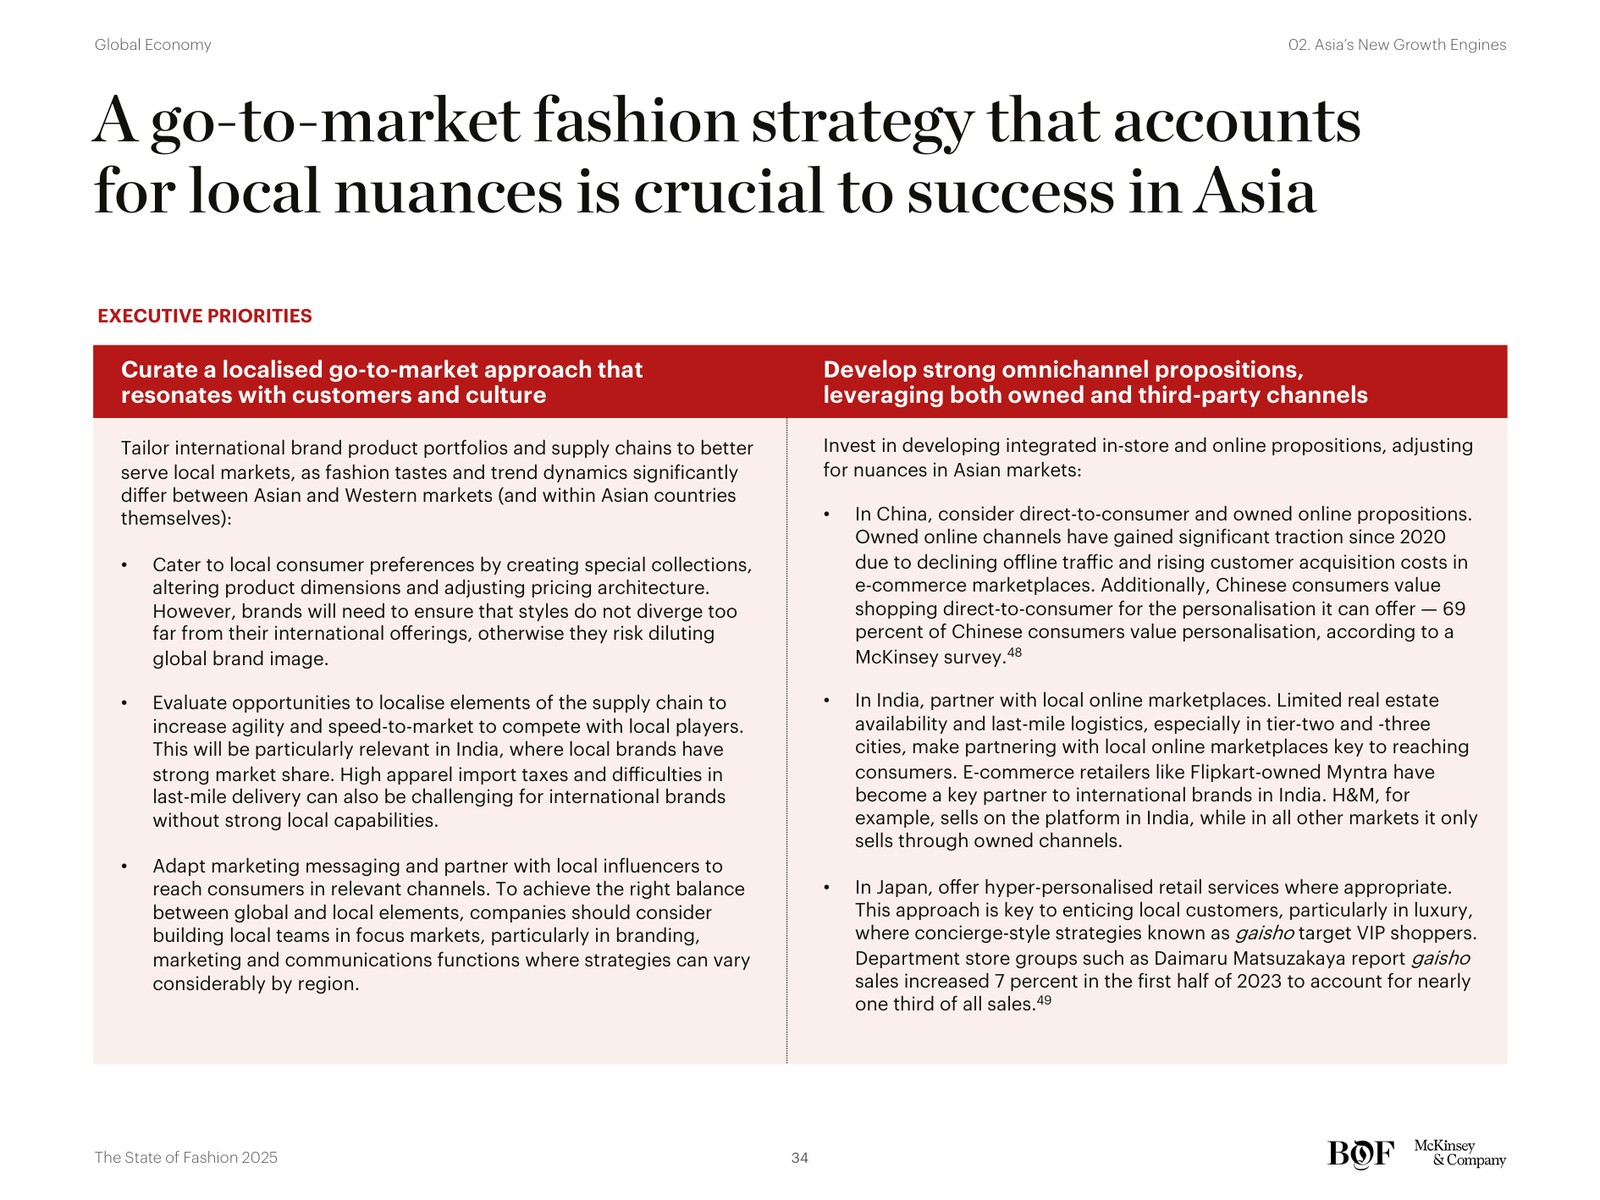 Global Economy
02. Asia's New Growth Engines
A go-to-market fashion strategy that accounts
for local nuances is crucial to success in Asia
EXECUTIVE PRIORITIES
Curate a localised go-to-market approach that
resonates with customers and culture
Tailor international brand product portfolios and supply chains to better
serve local markets, as fashion tastes and trend dynamics significantly
differ between Asian and Western markets (and within Asian countries
themselves):
• Cater to local consumer preferences by creating special collections,
altering product dimensions and adjusting pricing architecture.
However, brands will need to ensure that styles do not diverge too
far from their international offerings, otherwise they risk diluting
global brand image.
• Evaluate opportunities to localise elements of the supply chain to
increase agility and speed-to-market to compete with local players.
This will be particularly relevant in India, where local brands have
strong market share. High apparel import taxes and difficulties in
last-mile delivery can also be challenging for international brands
without strong local capabilities.
• Adapt marketing messaging and partner with local influencers to
reach consumers in relevant channels. To achieve the right balance
between global and local elements, companies should consider
building local teams in focus markets, particularly in branding,
marketing and communications functions where strategies can vary
considerably by region.
Develop strong omnichannel propositions,
leveraging both owned and third-party channels
Invest in developing integrated in-store and online propositions, adjusting
for nuances in Asian markets:
• In China, consider direct-to-consumer and owned online propositions.
Owned online channels have gained significant traction since 2020
due to declining offline traffic and rising customer acquisition costs in
e-commerce marketplaces. Additionally, Chinese consumers value
shopping direct-to-consumer for the personalisation it can offer — 69
percent of Chinese consumers value personalisation, according to a
McKinsey survey.⁴⁸
• In India, partner with local online marketplaces. Limited real estate
availability and last-mile logistics, especially in tier-two and -three
cities, make partnering with local online marketplaces key to reaching
consumers. E-commerce retailers like Flipkart-owned Myntra have
become a key partner to international brands in India. H&M, for
example, sells on the platform in India, while in all other markets it only
sells through owned channels.
• In Japan, offer hyper-personalised retail services where appropriate.
This approach is key to enticing local customers, particularly in luxury,
where concierge-style strategies known as gaisho target VIP shoppers.
Department store groups such as Daimaru Matsuzakaya report gaisho
sales increased 7 percent in the first half of 2023 to account for nearly
one third of all sales.⁴⁹
The State of Fashion 2025
34
BOF
McKinsey
& Company